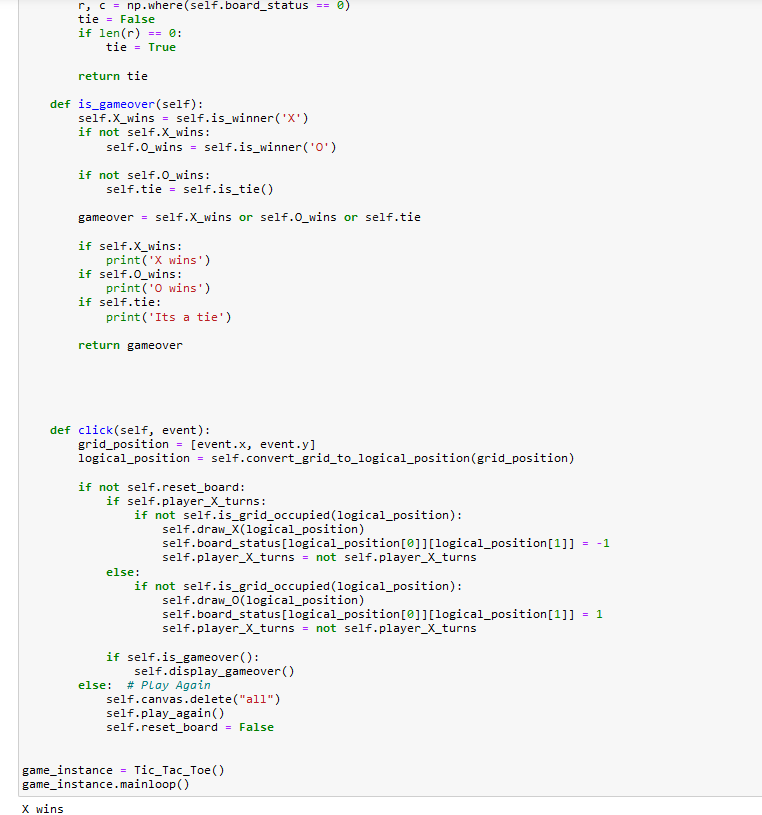 r, c = np.where(self.board_status == 0)
        tie = False
        if len(r) == 0:
            tie = True

        return tie

    def is_gameover(self):
        self.X_wins = self.is_winner('X')
        if not self.X_wins:
            self.O_wins = self.is_winner('O')

        if not self.O_wins:
            self.tie = self.is_tie()

        gameover = self.X_wins or self.O_wins or self.tie

        if self.X_wins:
            print('X wins')
        if self.O_wins:
            print('O wins')
        if self.tie:
            print('Its a tie')

        return gameover

    def click(self, event):
        grid_position = [event.x, event.y]
        logical_position = self.convert_grid_to_logical_position(grid_position)

        if not self.reset_board:
            if self.player_X_turns:
                if not self.is_grid_occupied(logical_position):
                    self.draw_X(logical_position)
                    self.board_status[logical_position[0]][logical_position[1]] = -1
                    self.player_X_turns = not self.player_X_turns
            else:
                if not self.is_grid_occupied(logical_position):
                    self.draw_O(logical_position)
                    self.board_status[logical_position[0]][logical_position[1]] = 1
                    self.player_X_turns = not self.player_X_turns

            if self.is_gameover():
                self.display_gameover()
        else:  # Play Again
            self.canvas.delete("all")
            self.play_again()
            self.reset_board = False

game_instance = Tic_Tac_Toe()
game_instance.mainloop()
X wins